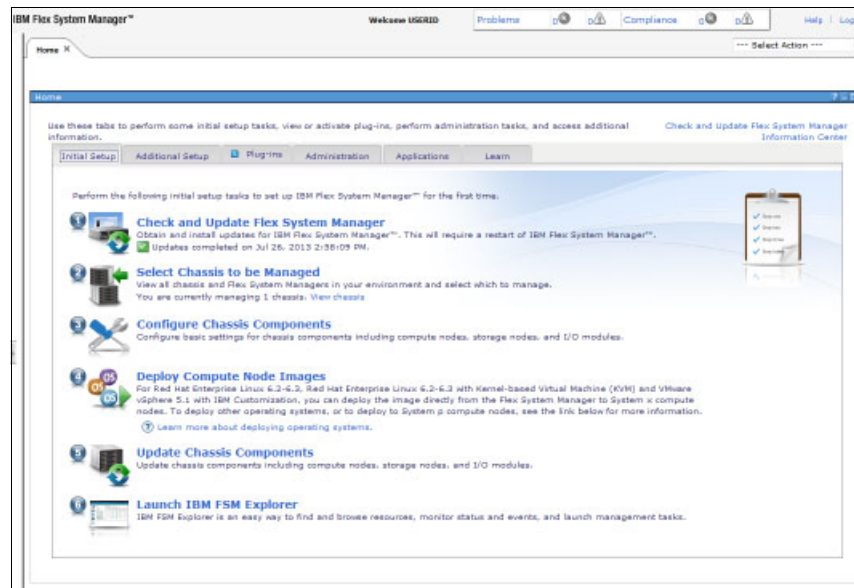 IBM Flex System Manager™
Welcome USERID
Problems 0 0 Compliance 0 0
Help Log
Home X
--- Select Action ---
Home
Use these tabs to perform some initial setup tasks, view or activate plug-ins, perform administration tasks, and access additional
information.
Check and Update Flex System Manager
Information Center
Initial Setup Additional Setup Plug-ins Administration Applications Learn
Perform the following initial setup tasks to set up IBM Flex System Manager™ for the first time.
1
Check and Update Flex System Manager
Obtain and install updates for IBM Flex System Manager™. This will require a restart of IBM Flex System Manager™.
Updates completed on Jul 26, 2013 2:38:09 PM.
2
Select Chassis to be Managed
View all chassis and Flex System Managers in your environment and select which to manage.
You are currently managing 1 chassis. View chassis
3
Configure Chassis Components
Configure basic settings for chassis components including compute nodes, storage nodes, and I/O modules.
4
OS
OS
OS
Deploy Compute Node Images
For Red Hat Enterprise Linux 6.2-6.3, Red Hat Enterprise Linux 6.2-6.3 with Kernel-based Virtual Machine (KVM) and VMware
vSphere 5.1 with IBM Customization, you can deploy the image directly from the Flex System Manager to System x compute
nodes. To deploy other operating systems, or to deploy to System p compute nodes, see the link below for more information.
? Learn more about deploying operating systems.
5
Update Chassis Components
Update chassis components including compute nodes, storage nodes, and I/O modules.
6
Launch IBM FSM Explorer
IBM FSM Explorer is an easy way to find and browse resources, monitor status and events, and launch management tasks.